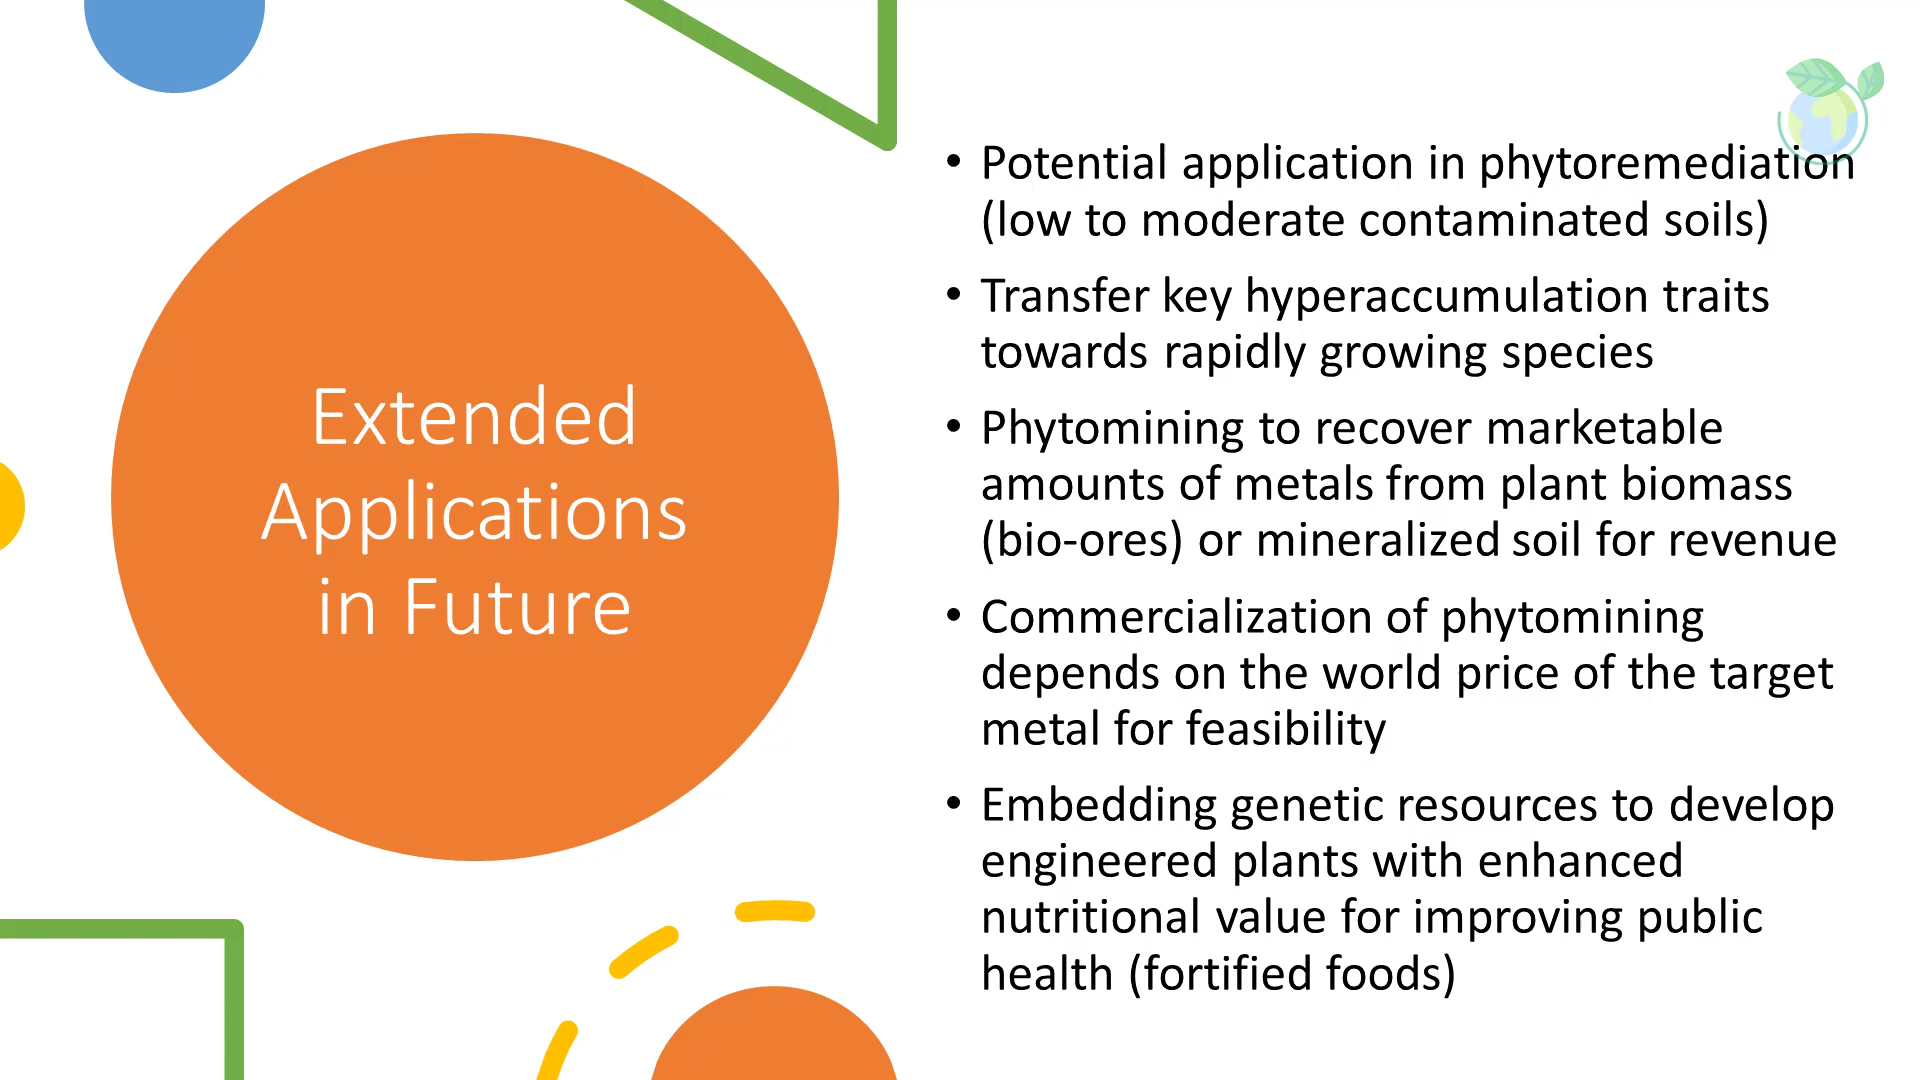 Extended
Applications
in Future
• Potential application in phytoremediation
(low to moderate contaminated soils)
• Transfer key hyperaccumulation traits
towards rapidly growing species
• Phytomining to recover marketable
amounts of metals from plant biomass
(bio-ores) or mineralized soil for revenue
• Commercialization of phytomining
depends on the world price of the target
metal for feasibility
• Embedding genetic resources to develop
engineered plants with enhanced
nutritional value for improving public
health (fortified foods)